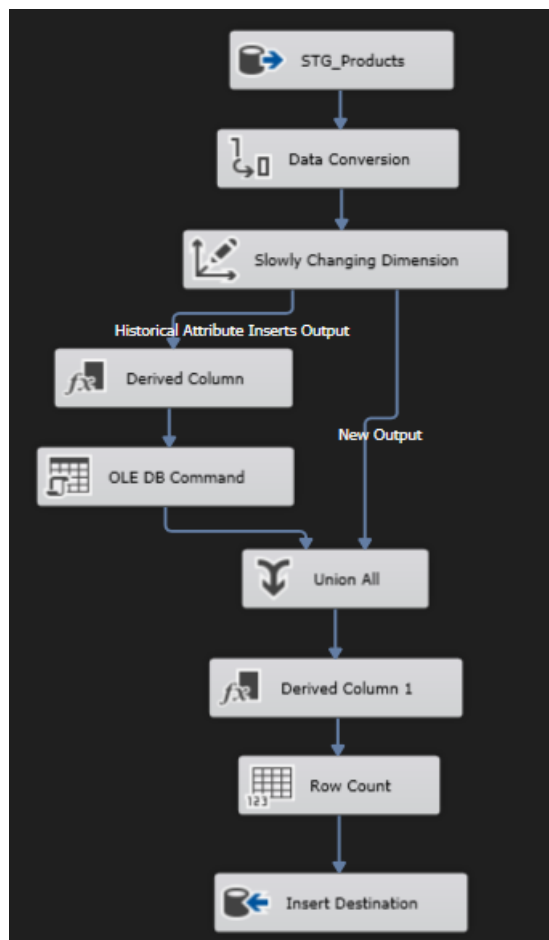 STG_Products
Data Conversion
Slowly Changing Dimension
Historical Attribute Inserts Output
Derived Column
New Output
OLE DB Command
Union All
Derived Column 1
123
Row Count
Insert Destination